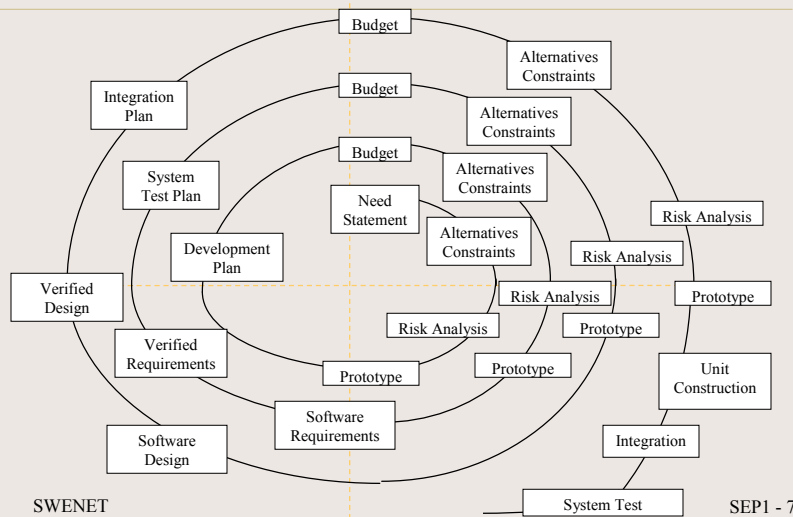 Budget
Alternatives
Constraints
Integration
Plan
Budget
Alternatives
Constraints
Budget
System
Test Plan
Alternatives
Constraints
Need
Statement
Risk Analysis
Alternatives
Constraints
Development
Plan
Risk Analysis
Verified
Design
Risk Analysis
Prototype
Risk Analysis
Prototype
Verified
Requirements
Prototype
Unit
Construction
Prototype
Software
Requirements
Software
Design
Integration
System Test
SWENET
SEP1 - 7